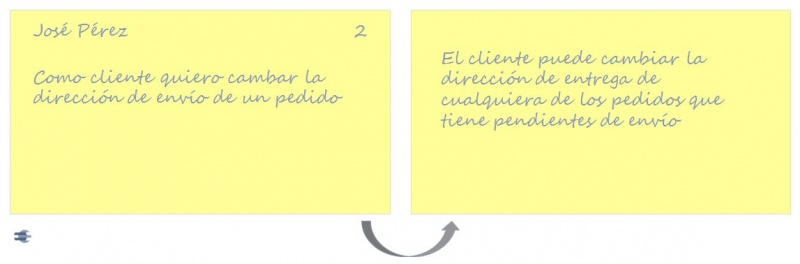 José Pérez 2
Como cliente quiero cambar la
dirección de envío de un pedido
El cliente puede cambiar la
dirección de entrega de
cualquiera de los pedidos que
tiene pendientes de envío